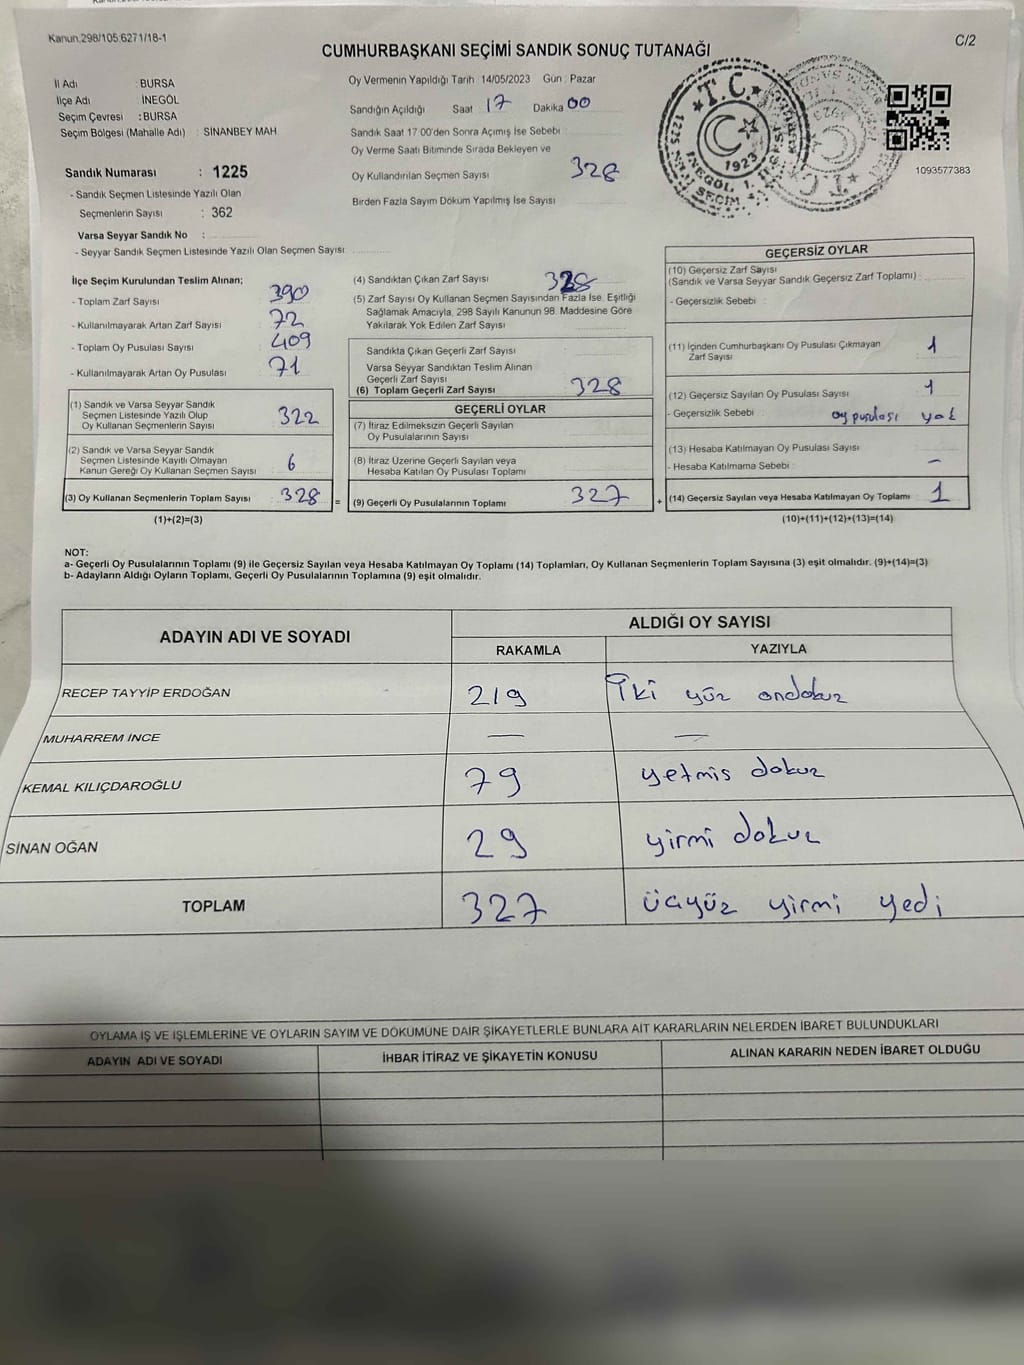 Kanun.298/105.6271/18-1
C/2
CUMHURBAŞKANI SEÇİMİ SANDIK SONUÇ TUTANAĞI
İl Adı : BURSA
İlçe Adı İNEGÖL
Seçim Çevresi : BURSA
Seçim Bölgesi (Mahalle Adı) : SİNANBEY MAH
Sandık Numarası : 1225
- Sandık Seçmen Listesinde Yazılı Olan
Seçmenlerin Sayısı : 362
Varsa Seyyar Sandık No :
- Seyyar Sandık Seçmen Listesinde Yazılı Olan Seçmen Sayısı
Oy Vermenin Yapıldığı Tarih : 14/05/2023 Gün : Pazar
Sandığın Açıldığı Saat 17 Dakika 00
Sandık Saat 17:00'den Sonra Açımış İse Sebebi
Oy Verme Saati Bitiminde Sırada Bekleyen ve
Oy Kullandırılan Seçmen Sayısı 328
Birden Fazla Sayım Döküm Yapılmış İse Sayısı
T.C.
1923
1225 NOLU
İNEGÖL 1. İLÇE
SEÇİM
T.C.
1923
1093577383
İlçe Seçim Kurulundan Teslim Alınan;
- Toplam Zarf Sayısı 390
- Kullanılmayarak Artan Zarf Sayısı 72
- Toplam Oy Pusulası Sayısı 409
- Kullanılmayarak Artan Oy Pusulası 71
(1) Sandık ve Varsa Seyyar Sandık
Seçmen Listesinde Yazılı Olup
Oy Kullanan Seçmenlerin Sayısı 322
(2) Sandık ve Varsa Seyyar Sandık
Seçmen Listesinde Kayıtlı Olmayan
Kanun Gereği Oy Kullanan Seçmen Sayısı 6
(3) Oy Kullanan Seçmenlerin Toplam Sayısı 328 =
(1)+(2)=(3)
(4) Sandıktan Çıkan Zarf Sayısı 328
(5) Zarf Sayısı Oy Kullanan Seçmen Sayısından Fazla İse, Eşitliği
Sağlamak Amacıyla, 298 Sayılı Kanunun 98. Maddesine Göre
Yakılarak Yok Edilen Zarf Sayısı
Sandıkta Çıkan Geçerli Zarf Sayısı
Varsa Seyyar Sandıktan Teslim Alınan
Geçerli Zarf Sayısı
(6) Toplam Geçerli Zarf Sayısı 328
GEÇERLİ OYLAR
(7) İtiraz Edilmeksizin Geçerli Sayılan
Oy Pusulalarının Sayısı
(8) İtiraz Üzerine Geçerli Sayılan veya
Hesaba Katılan Oy Pusulası Toplamı
(9) Geçerli Oy Pusulalarının Toplamı 327 +
GEÇERSİZ OYLAR
(10) Geçersiz Zarf Sayısı
(Sandık ve Varsa Seyyar Sandık Geçersiz Zarf Toplamı) :
- Geçersizlik Sebebi :
(11) İçinden Cumhurbaşkanı Oy Pusulası Çıkmayan
Zarf Sayısı 1
(12) Geçersiz Sayılan Oy Pusulası Sayısı 1
- Geçersizlik Sebebi : oy pusulası yok
(13) Hesaba Katılmayan Oy Pusulası Sayısı
- Hesaba Katılmama Sebebi : –
(14) Geçersiz Sayılan veya Hesaba Katılmayan Oy Toplamı 1
(10)+(11)+(12)+(13)=(14)
NOT:
a- Geçerli Oy Pusulalarının Toplamı (9) ile Geçersiz Sayılan veya Hesaba Katılmayan Oy Toplamı (14) Toplamları, Oy Kullanan Seçmenlerin Toplam Sayısına (3) eşit olmalıdır. (9)+(14)=(3)
b- Adayların Aldığı Oyların Toplamı, Geçerli Oy Pusulalarının Toplamına (9) eşit olmalıdır.
ADAYIN ADI VE SOYADI ALDIĞI OY SAYISI
RAKAMLA YAZIYLA
RECEP TAYYİP ERDOĞAN 219 İki yüz ondokuz
MUHARREM İNCE — —
KEMAL KILIÇDAROĞLU 79 yetmis dokuz
SİNAN OĞAN 29 yirmi dokuz
TOPLAM 327 üçyüz yirmi yedi
OYLAMA İŞ VE İŞLEMLERİNE VE OYLARIN SAYIM VE DÖKÜMÜNE DAİR ŞİKAYETLERLE BUNLARA AİT KARARLARIN NELERDEN İBARET BULUNDUKLARI
ADAYIN ADI VE SOYADI İHBAR İTİRAZ VE ŞİKAYETİN KONUSU ALINAN KARARIN NEDEN İBARET OLDUĞU